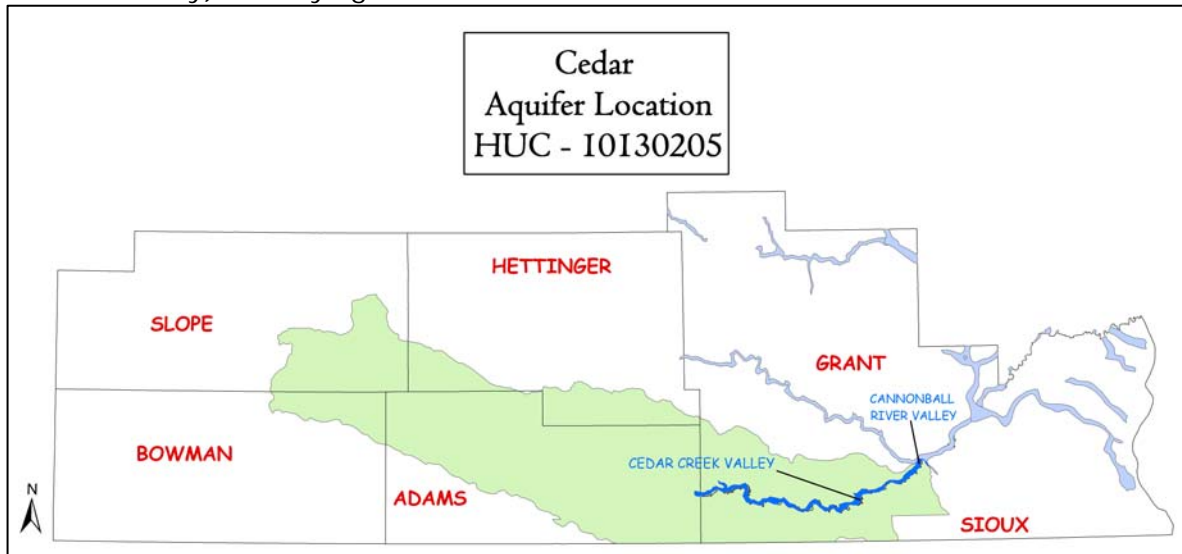 Cedar
Aquifer Location
HUC - 10130205
HETTINGER
SLOPE
GRANT
CANNONBALL
RIVER VALLEY
BOWMAN
CEDAR CREEK VALLEY
ADAMS
N
SIOUX